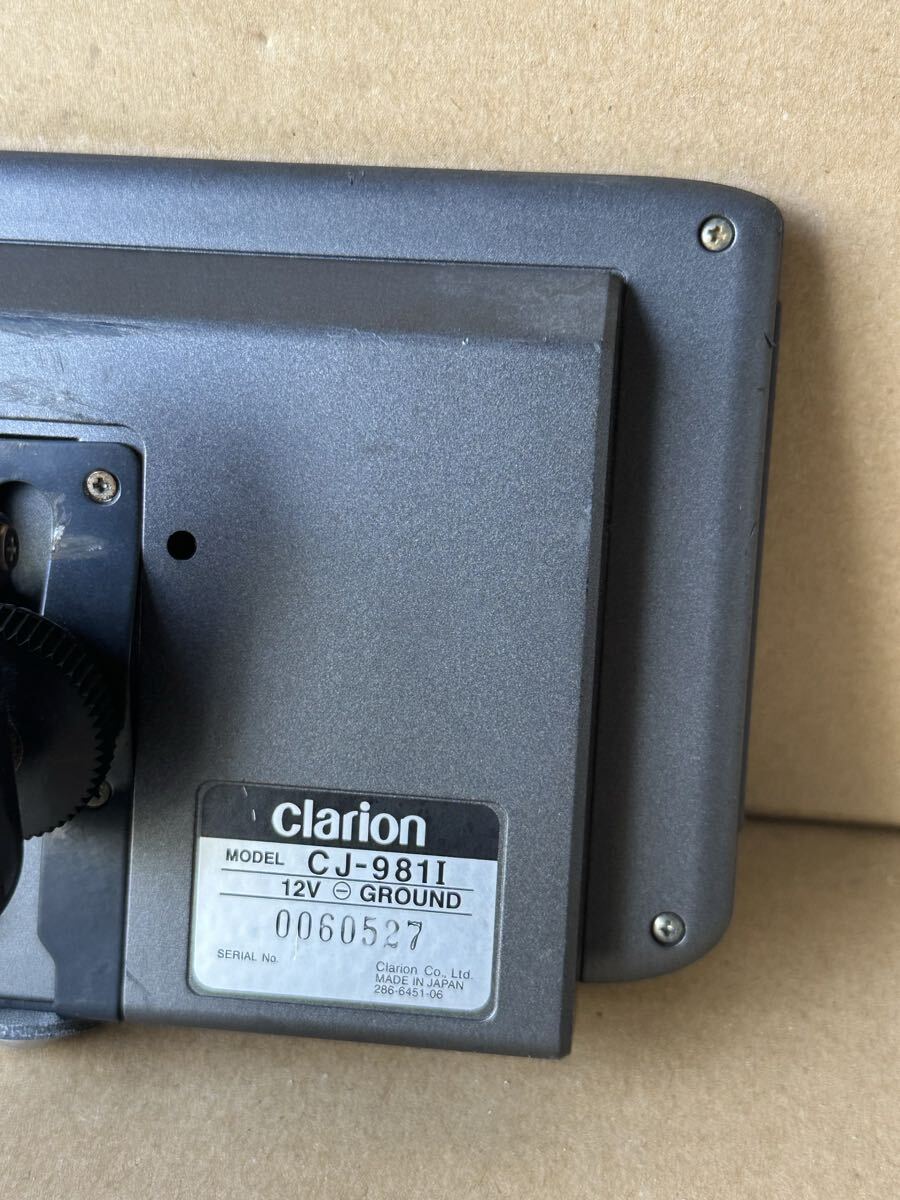 clarion
MODEL CJ-981I
12V ⊖ GROUND
0060527
SERIAL No.
Clarion Co., Ltd.
MADE IN JAPAN
286-6451-06